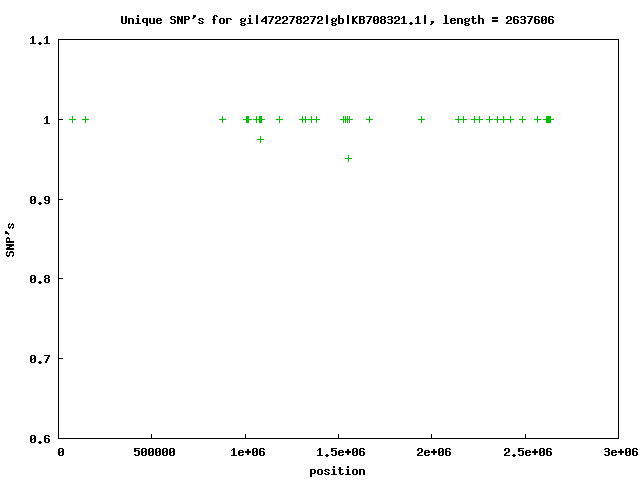 Unique SNP's for gi|472278272|gb|KB708321.1|, length = 2637606
1.1
1
0.9
0.8
0.7
0.6
SNP's
0 500000 1e+06 1.5e+06 2e+06 2.5e+06 3e+06
position